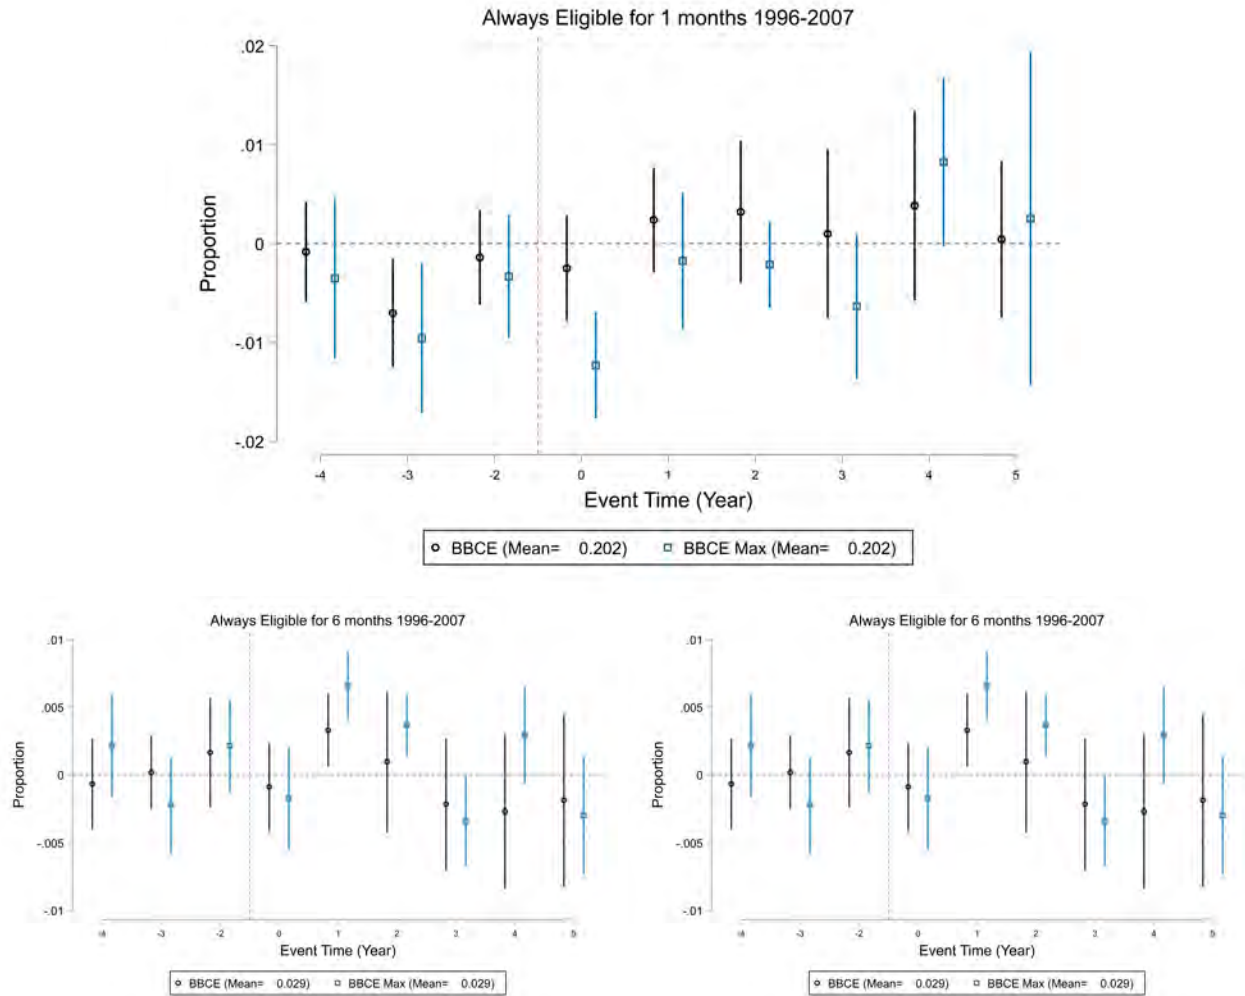 Always Eligible for 1 months 1996-2007
.02
.01
0
-.01
-.02
Proportion
-4 -3 -2 0 1 2 3 4 5
Event Time (Year)
BBCE (Mean= 0.202) BBCE Max (Mean= 0.202)
Always Eligible for 6 months 1996-2007
.01
.005
0
-.005
-.01
Proportion
-4 -3 -2 0 1 2 3 4 5
Event Time (Year)
BBCE (Mean= 0.029) BBCE Max (Mean= 0.029)
Always Eligible for 6 months 1996-2007
.01
.005
0
-.005
-.01
Proportion
-4 -3 -2 0 1 2 3 4 5
Event Time (Year)
BBCE (Mean= 0.029) BBCE Max (Mean= 0.029)